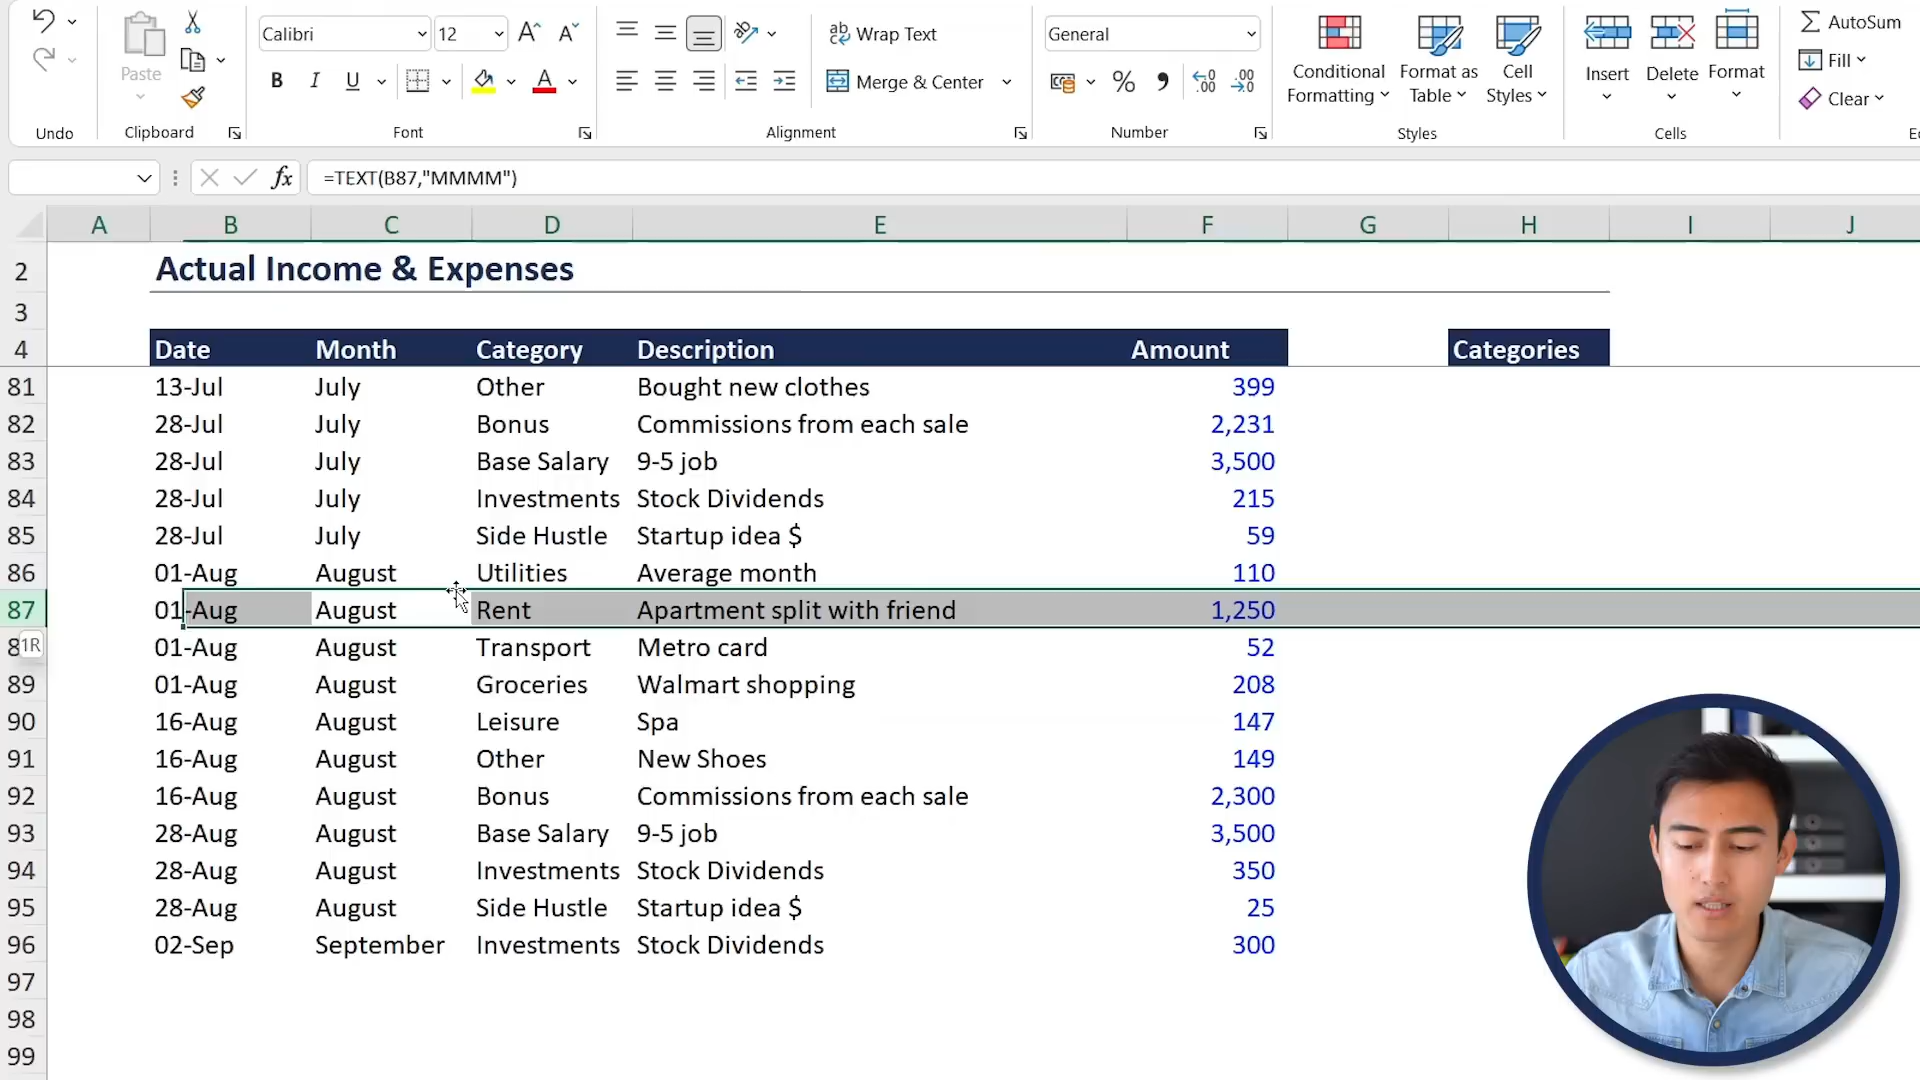 Calibri 12 Wrap Text General AutoSum
Paste B I U Merge & Center % Conditional Formatting Format as Table Cell Styles Insert Delete Format Fill
Clear
Undo Clipboard Font Alignment Number Styles Cells
fx =TEXT(B87,"MMMM")
A B C D E F G H I J
2 Actual Income & Expenses
3
4 Date Month Category Description Amount Categories
81 13-Jul July Other Bought new clothes 399
82 28-Jul July Bonus Commissions from each sale 2,231
83 28-Jul July Base Salary 9-5 job 3,500
84 28-Jul July Investments Stock Dividends 215
85 28-Jul July Side Hustle Startup idea $ 59
86 01-Aug August Utilities Average month 110
87 01-Aug August Rent Apartment split with friend 1,250
8 1R 01-Aug August Transport Metro card 52
89 01-Aug August Groceries Walmart shopping 208
90 16-Aug August Leisure Spa 147
91 16-Aug August Other New Shoes 149
92 16-Aug August Bonus Commissions from each sale 2,300
93 28-Aug August Base Salary 9-5 job 3,500
94 28-Aug August Investments Stock Dividends 350
95 28-Aug August Side Hustle Startup idea $ 25
96 02-Sep September Investments Stock Dividends 300
97
98
99